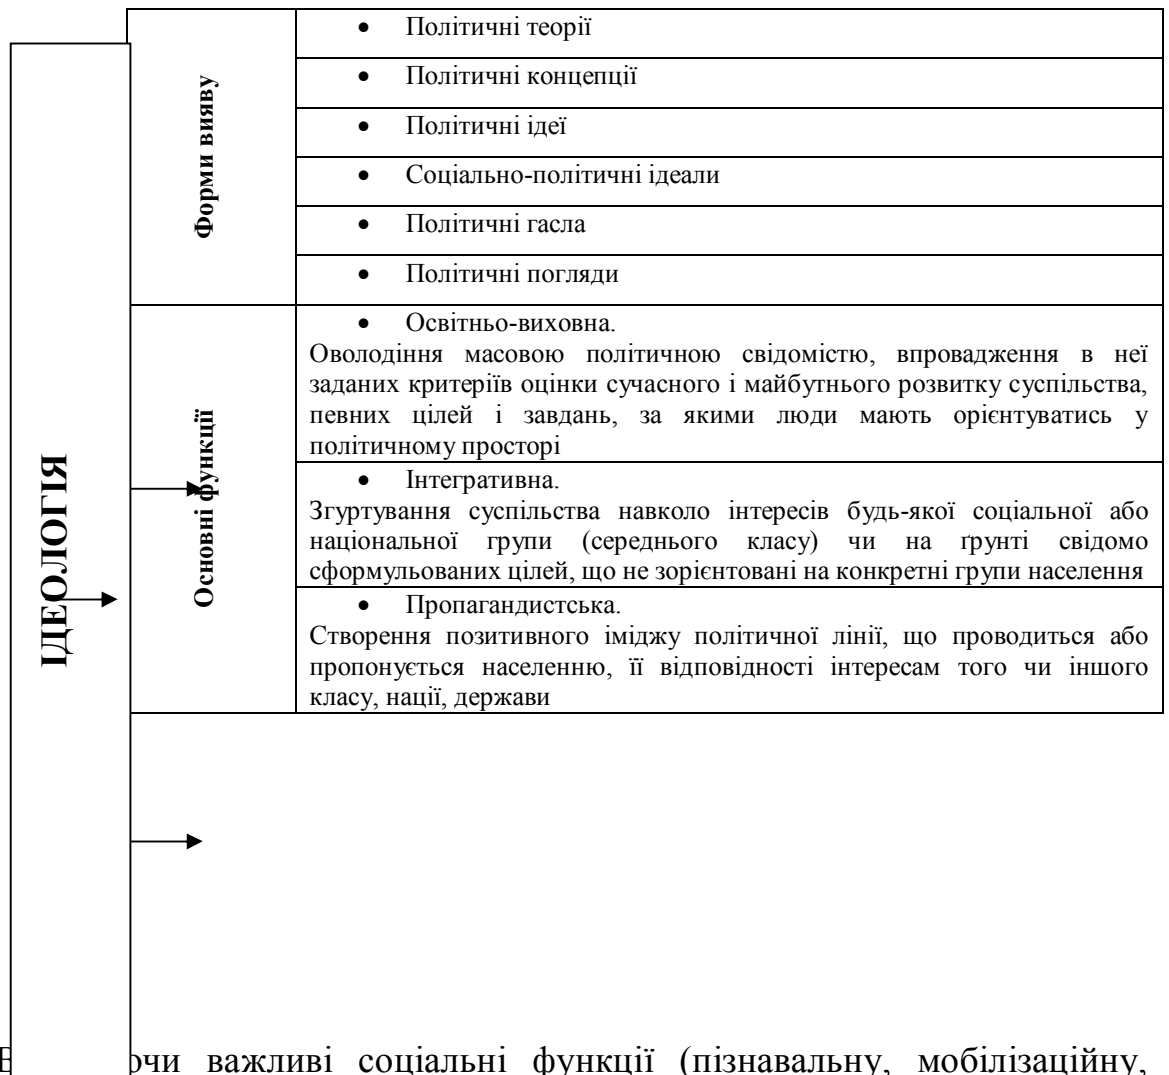 ІДЕОЛОГІЯ
Форми вияву
• Політичні теорії
• Політичні концепції
• Політичні ідеї
• Соціально-політичні ідеали
• Політичні гасла
• Політичні погляди
Основні функції
• Освітньо-виховна.
Оволодіння масовою політичною свідомістю, впровадження в неї
заданих критеріїв оцінки сучасного і майбутнього розвитку суспільства,
певних цілей і завдань, за якими люди мають орієнтуватись у
політичному просторі
• Інтегративна.
Згуртування суспільства навколо інтересів будь-якої соціальної або
національної групи (середнього класу) чи на ґрунті свідомо
сформульованих цілей, що не зорієнтовані на конкретні групи населення
• Пропагандистська.
Створення позитивного іміджу політичної лінії, що проводиться або
пропонується населенню, її відповідності інтересам того чи іншого
класу, нації, держави
важливі соціальні функції (пізнавальну, мобілізаційну,